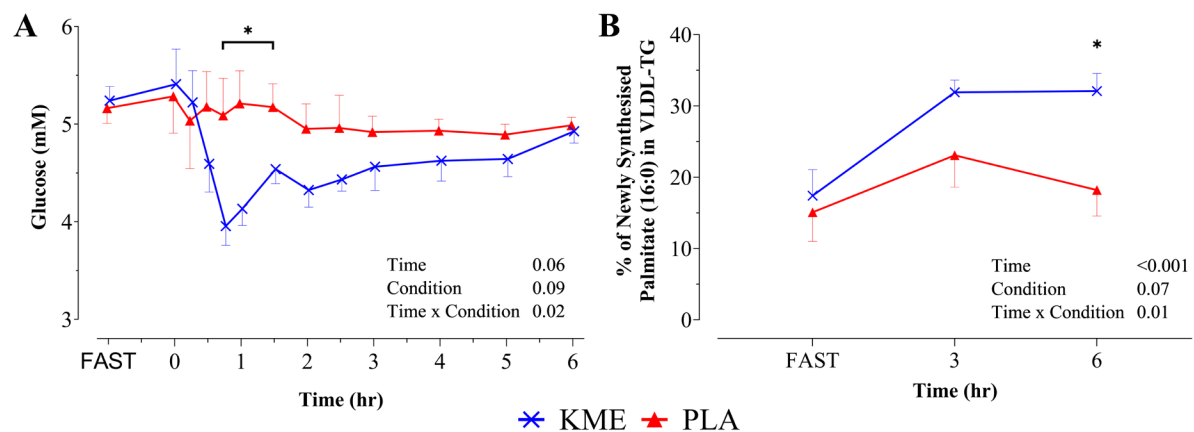 A
*
6
5
4
3
Glucose (mM)
Time 0.06
Condition 0.09
Time x Condition 0.02
FAST 0 1 2 3 4 5 6
Time (hr)
B
*
40
30
20
10
0
% of Newly Synthesised
Palmitate (16:0) in VLDL-TG
Time <0.001
Condition 0.07
Time x Condition 0.01
FAST 3 6
Time (hr)
KME PLA